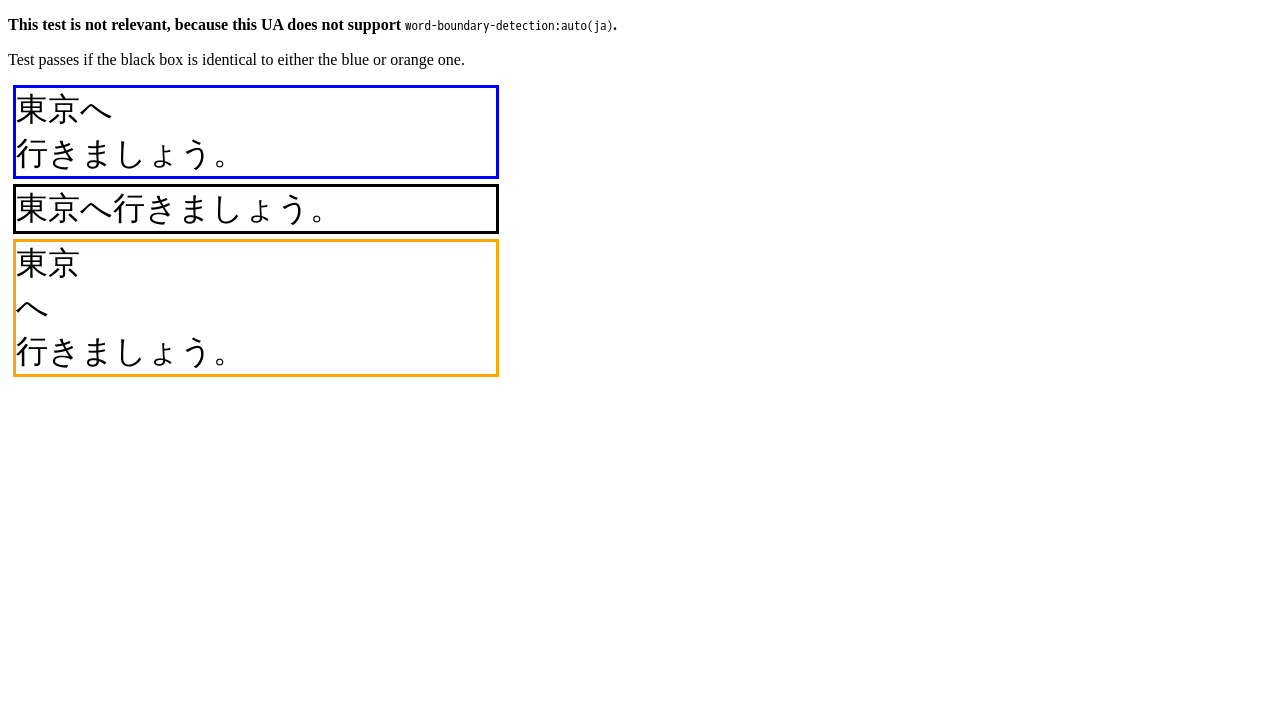 This test is not relevant, because this UA does not support word-boundary-detection:auto(ja).
Test passes if the black box is identical to either the blue or orange one.
東京へ
行きましょう。
東京へ行きましょう。
東京
へ
行きましょう。